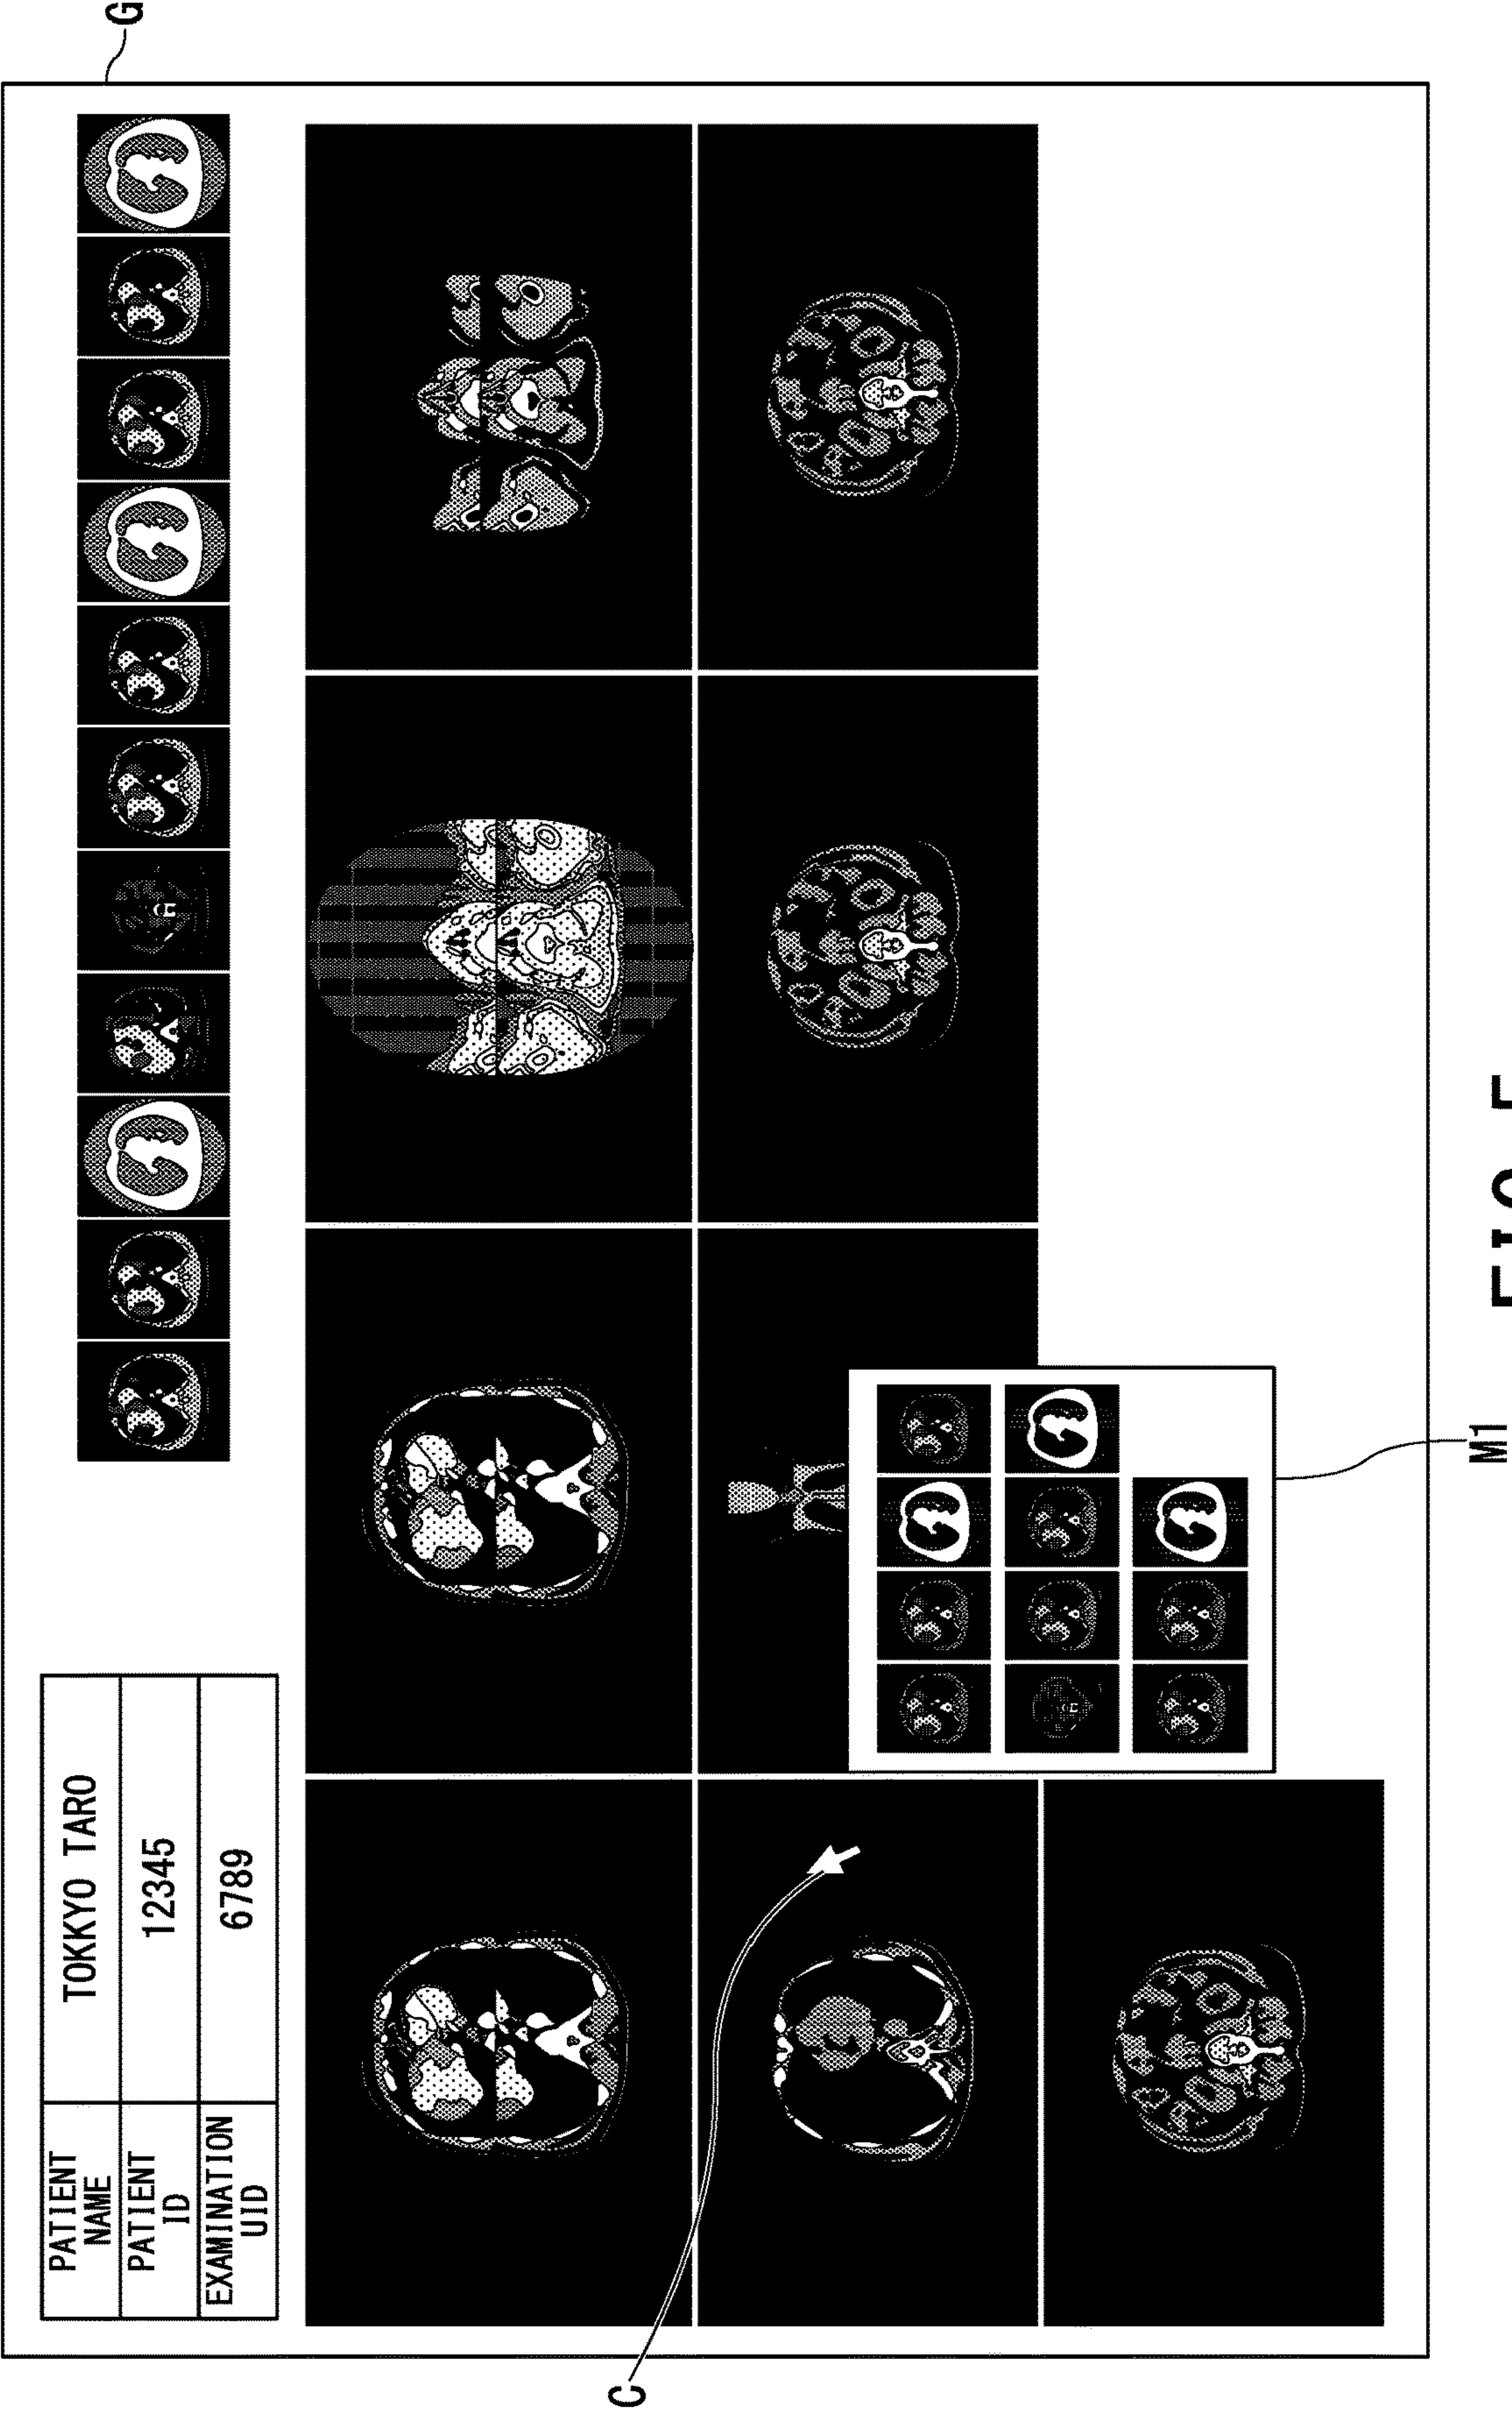 G
PATIENT
NAME
TOKKYO TARO
PATIENT
ID
12345
EXAMINATION
UID
6789
C
M1